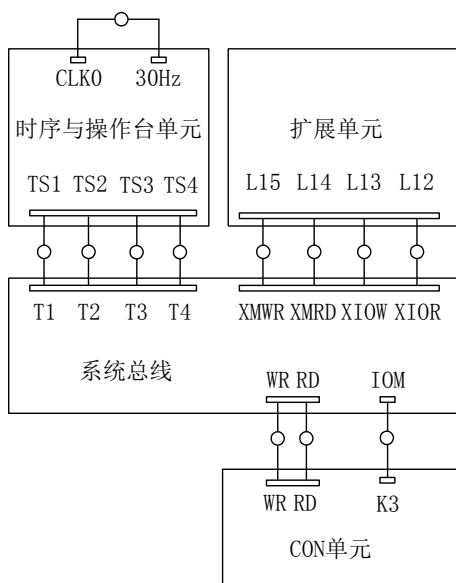 CLK0 30Hz
时序与操作台单元 扩展单元
TS1 TS2 TS3 TS4 L15 L14 L13 L12
T1 T2 T3 T4 XMWR XMRD XIOW XIOR
系统总线
WR RD IOM
WR RD K3
CON单元